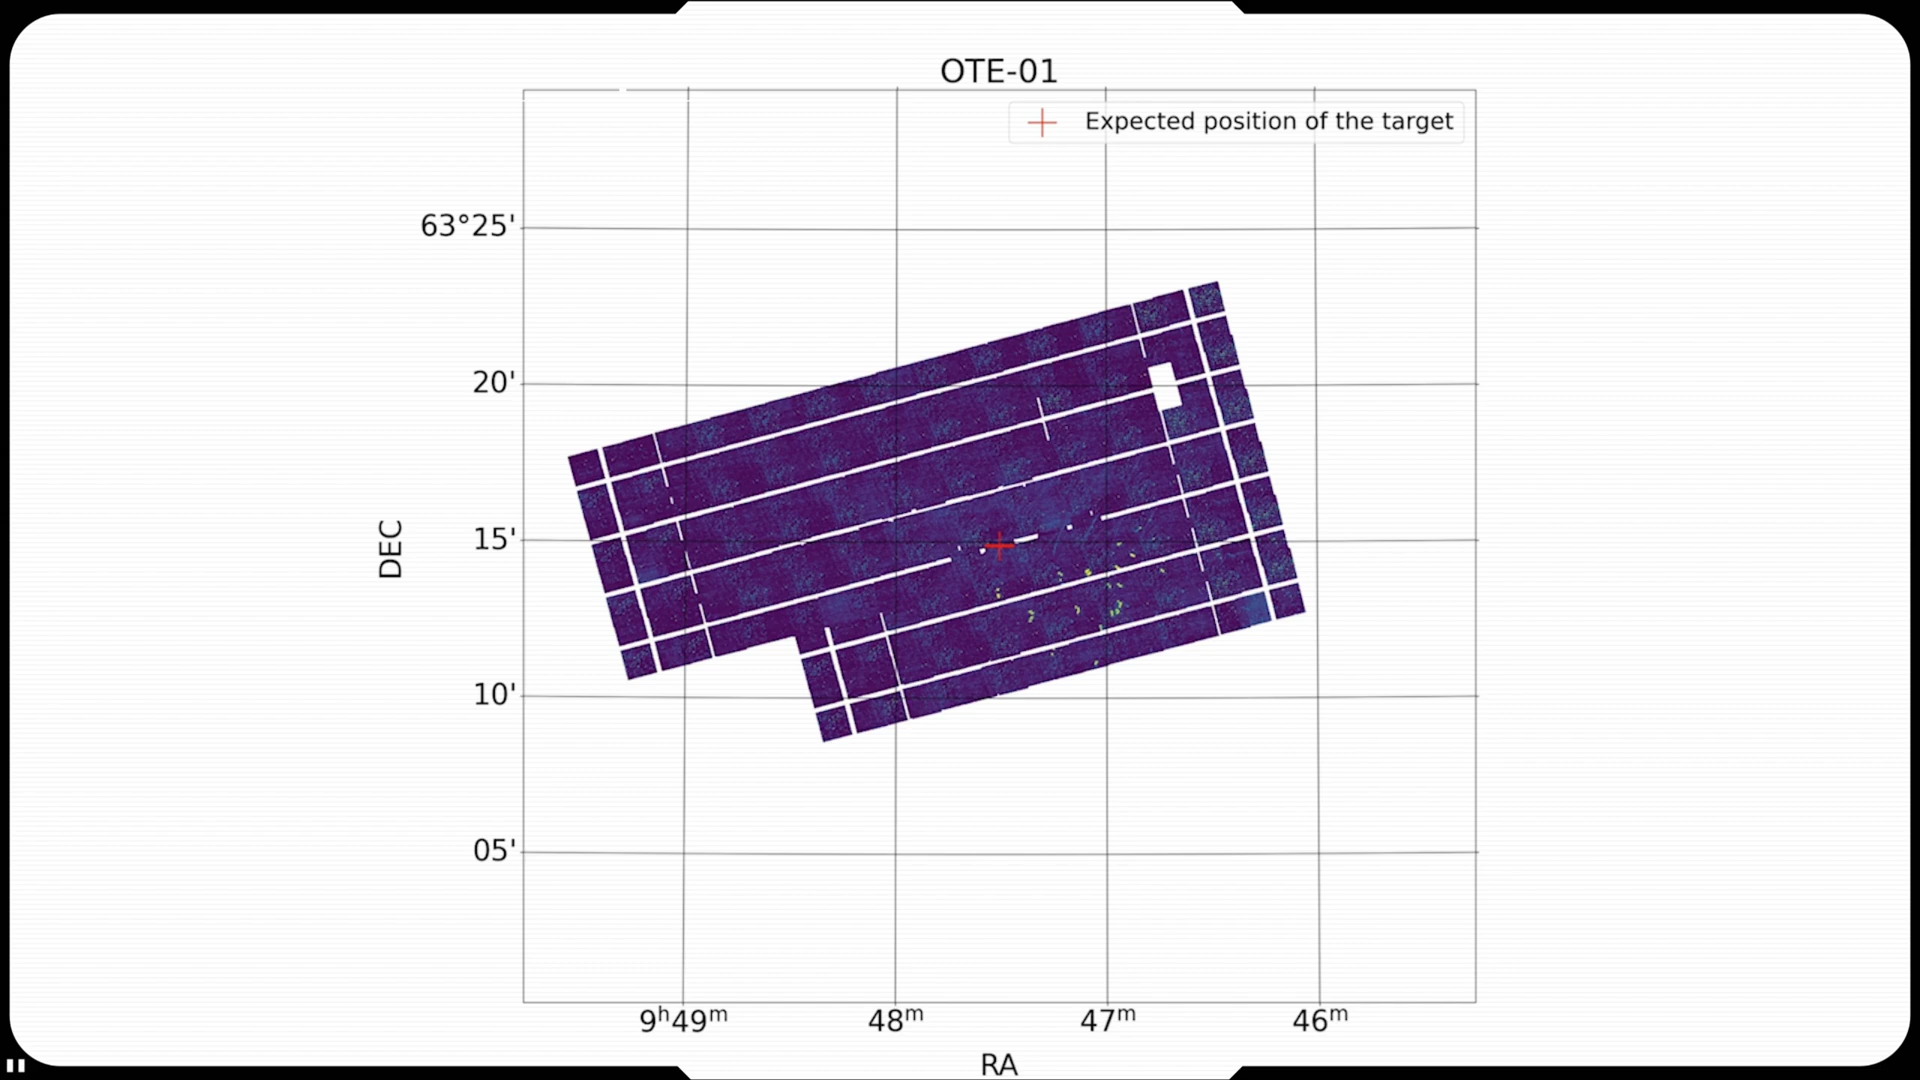 OTE-01
Expected position of the target
63°25'
20'
15'
10'
05'
DEC
9ʰ49ᵐ
48ᵐ
47ᵐ
46ᵐ
RA